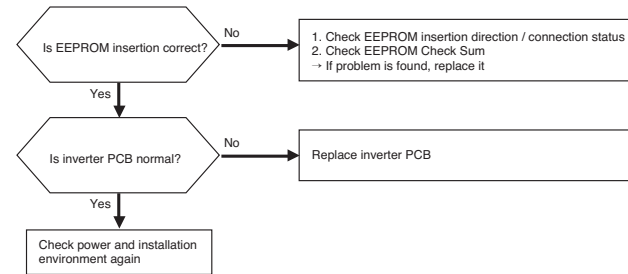 Is EEPROM insertion correct?
No
1. Check EEPROM insertion direction / connection status
2. Check EEPROM Check Sum
→ If problem is found, replace it
Yes
Is inverter PCB normal?
No
Replace inverter PCB
Yes
Check power and installation
environment again